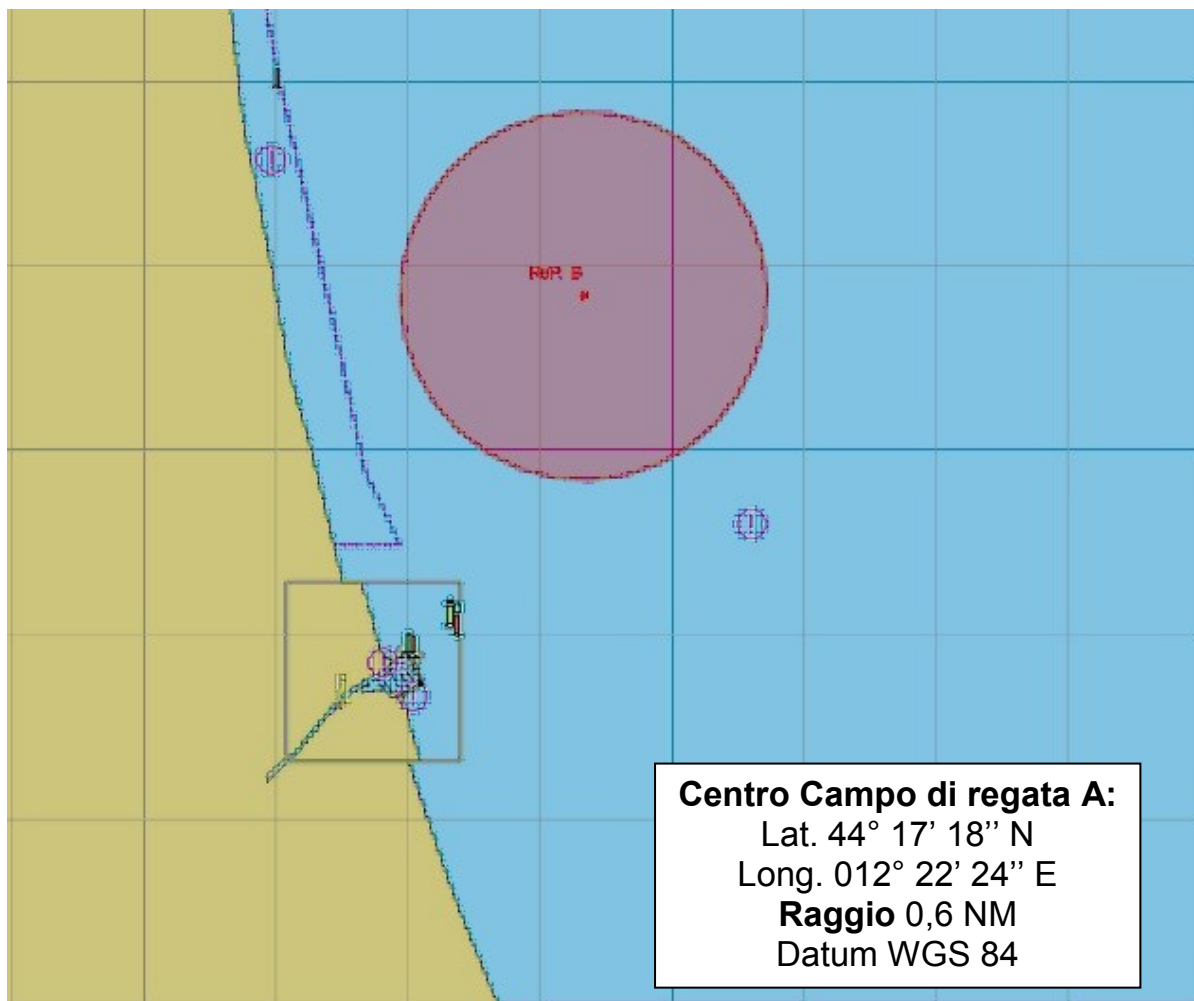 Centro Campo di regata A:
Lat. 44° 17’ 18’’ N
Long. 012° 22’ 24’’ E
Raggio 0,6 NM
Datum WGS 84